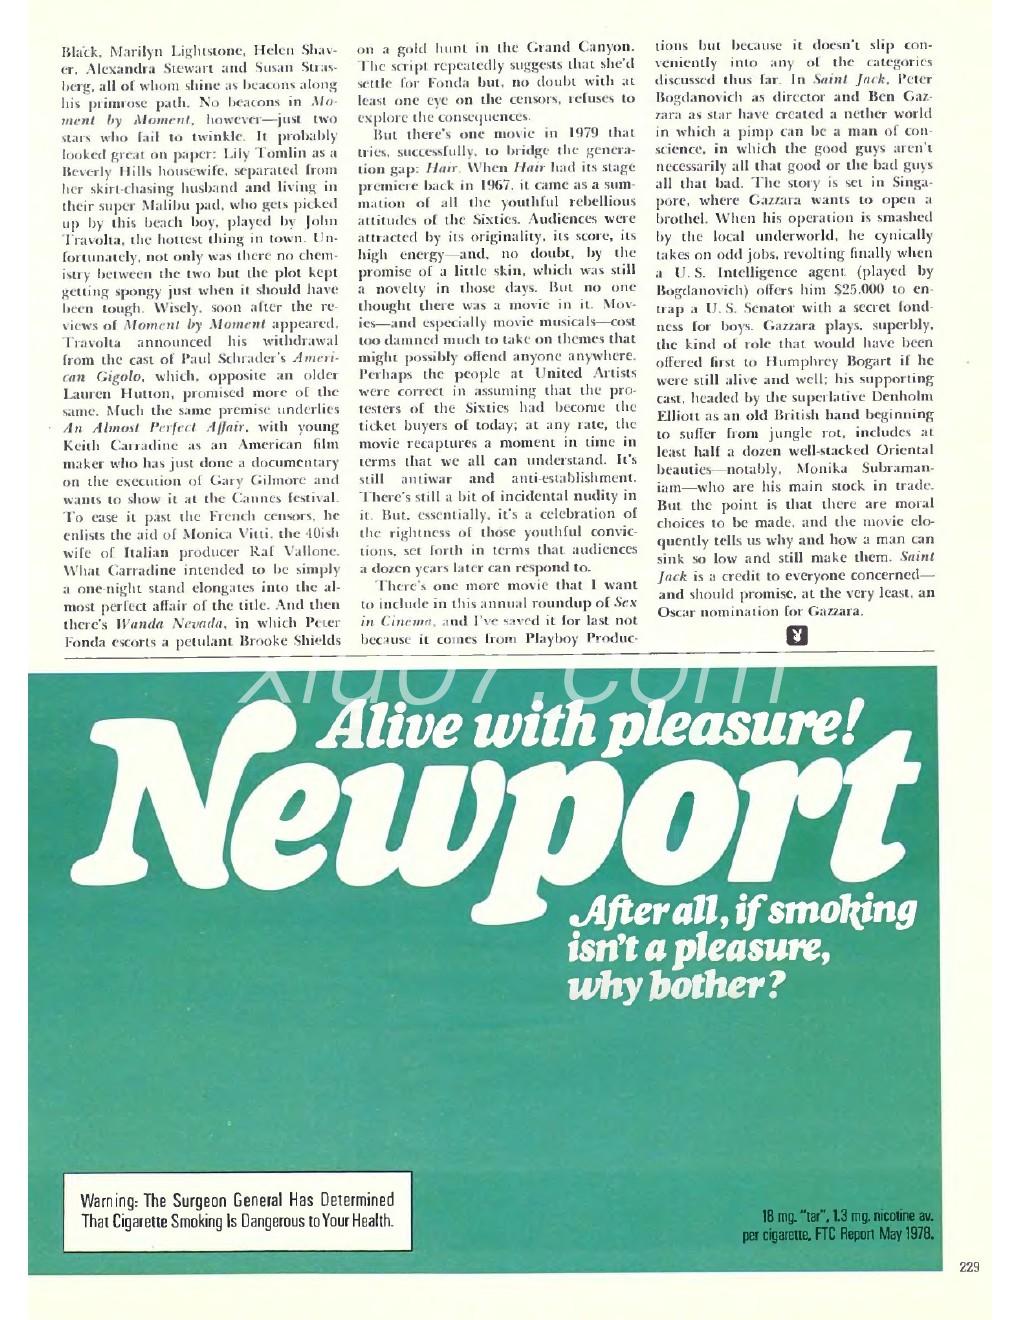 Black, Marilyn Lightstone, Helen Shav-
er, Alexandra Stewart and Susan Stras-
berg, all of whom shine as beacons along
his primrose path. No beacons in Mo-
ment by Moment, however—just two
stars who fail to twinkle. It probably
looked great on paper: Lily Tomlin as a
Beverly Hills housewife, separated from
her skirt-chasing husband and living in
their super Malibu pad, who gets picked
up by this beach boy, played by John
Travolta, the hottest thing in town. Un-
fortunately, not only was there no chem-
istry between the two but the plot kept
getting spongy just when it should have
been tough. Wisely, soon after the re-
views of Moment by Moment appeared,
Travolta announced his withdrawal
from the cast of Paul Schrader's Ameri-
can Gigolo, which, opposite an older
Lauren Hutton, promised more of the
same. Much the same premise underlies
An Almost Perfect Affair, with young
Keith Carradine as an American film
maker who has just done a documentary
on the execution of Gary Gilmore and
wants to show it at the Cannes festival.
To ease it past the French censors, he
enlists the aid of Monica Vitti, the 40ish
wife of Italian producer Raf Vallone.
What Carradine intended to be simply
a one-night stand elongates into the al-
most perfect affair of the title. And then
there's Wanda Nevada, in which Peter
Fonda escorts a petulant Brooke Shields
on a gold hunt in the Grand Canyon.
The script repeatedly suggests that she'd
settle for Fonda but, no doubt with at
least one eye on the censors, refuses to
explore the consequences.
But there's one movie in 1979 that
tries, successfully, to bridge the genera-
tion gap: Hair. When Hair had its stage
premiere back in 1967, it came as a sum-
mation of all the youthful rebellious
attitudes of the Sixties. Audiences were
attracted by its originality, its score, its
high energy—and, no doubt, by the
promise of a little skin, which was still
a novelty in those days. But no one
thought there was a movie in it. Mov-
ies—and especially movie musicals—cost
too damned much to take on themes that
might possibly offend anyone anywhere.
Perhaps the people at United Artists
were correct in assuming that the pro-
testers of the Sixties had become the
ticket buyers of today; at any rate, the
movie recaptures a moment in time in
terms that we all can understand. It's
still antiwar and anti-establishment.
There's still a bit of incidental nudity in
it. But, essentially, it's a celebration of
the rightness of those youthful convic-
tions, set forth in terms that audiences
a dozen years later can respond to.
There's one more movie that I want
to include in this annual roundup of Sex
in Cinema, and I've saved it for last not
because it comes from Playboy Produc-
tions but because it doesn't slip con-
veniently into any of the categories
discussed thus far. In Saint Jack, Peter
Bogdanovich as director and Ben Gaz-
zara as star have created a nether world
in which a pimp can be a man of con-
science, in which the good guys aren't
necessarily all that good or the bad guys
all that bad. The story is set in Singa-
pore, where Gazzara wants to open a
brothel. When his operation is smashed
by the local underworld, he cynically
takes on odd jobs, revolting finally when
a U. S. Intelligence agent (played by
Bogdanovich) offers him $25,000 to en-
trap a U. S. Senator with a secret fond-
ness for boys. Gazzara plays, superbly,
the kind of role that would have been
offered first to Humphrey Bogart if he
were still alive and well; his supporting
cast, headed by the superlative Denholm
Elliott as an old British hand beginning
to suffer from jungle rot, includes at
least half a dozen well-stacked Oriental
beauties—notably, Monika Subraman-
iam—who are his main stock in trade.
But the point is that there are moral
choices to be made, and the movie elo-
quently tells us why and how a man can
sink so low and still make them. Saint
Jack is a credit to everyone concerned—
and should promise, at the very least, an
Oscar nomination for Gazzara.
xiao7.com
Alive with pleasure!
Newport
After all, if smoking
isn't a pleasure,
why bother?
Warning: The Surgeon General Has Determined
That Cigarette Smoking Is Dangerous to Your Health.
18 mg. "tar", 1.3 mg. nicotine av.
per cigarette, FTC Report May 1978.
229